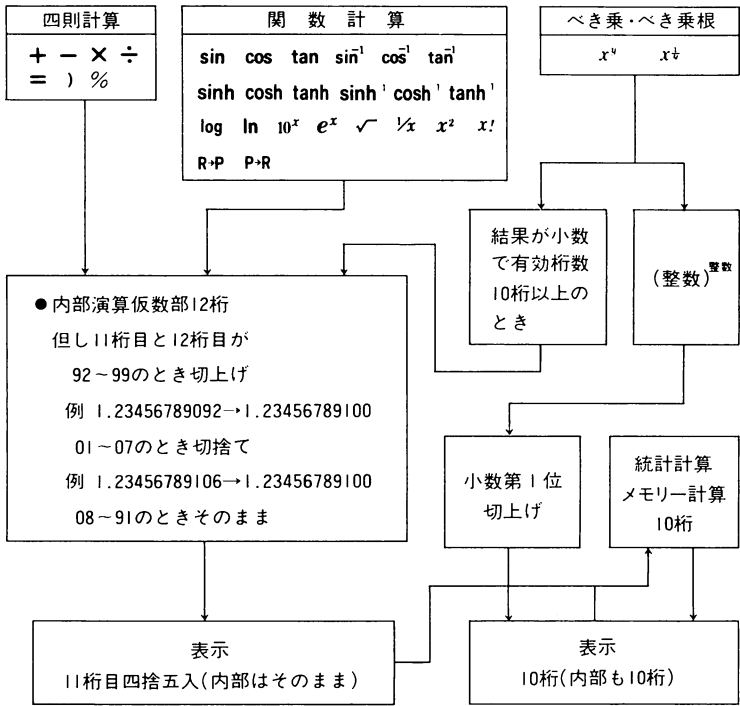 四則計算
+ − × ÷
= ) %
関数計算
sin cos tan sin⁻¹ cos⁻¹ tan⁻¹
sinh cosh tanh sinh⁻¹ cosh⁻¹ tanh⁻¹
log ln 10ˣ eˣ √ 1/x x² x!
R→P P→R
べき乗・べき乗根
xʸ x^1/y
結果が小数
で有効桁数
10桁以上の
とき
(整数)^整数
●内部演算仮数部12桁
但し11桁目と12桁目が
92〜99のとき切上げ
例 1.23456789092→1.23456789100
01〜07のとき切捨て
例 1.23456789106→1.23456789100
08〜91のときそのまま
小数第1位
切上げ
統計計算
メモリー計算
10桁
表示
11桁目四捨五入(内部はそのまま)
表示
10桁(内部も10桁)